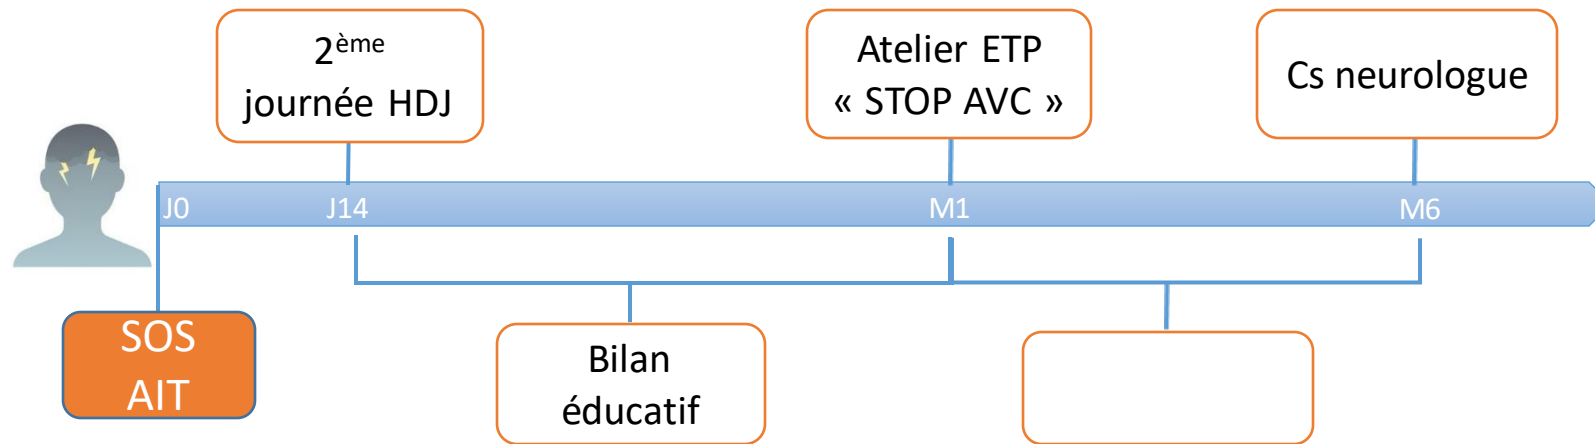 2ème
journée HDJ
Atelier ETP
« STOP AVC »
Cs neurologue
J0
J14
M1
M6
SOS
AIT
Bilan
éducatif